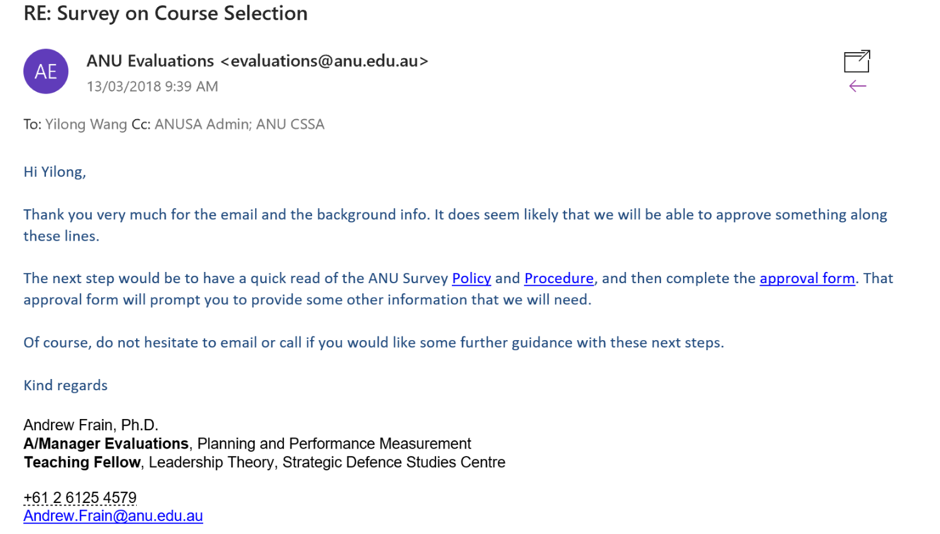 RE: Survey on Course Selection
AE
ANU Evaluations <evaluations@anu.edu.au>
13/03/2018 9:39 AM
To: Yilong Wang Cc: ANUSA Admin; ANU CSSA
Hi Yilong,
Thank you very much for the email and the background info. It does seem likely that we will be able to approve something along
these lines.
The next step would be to have a quick read of the ANU Survey Policy and Procedure, and then complete the approval form. That
approval form will prompt you to provide some other information that we will need.
Of course, do not hesitate to email or call if you would like some further guidance with these next steps.
Kind regards
Andrew Frain, Ph.D.
A/Manager Evaluations, Planning and Performance Measurement
Teaching Fellow, Leadership Theory, Strategic Defence Studies Centre
+61 2 6125 4579
Andrew.Frain@anu.edu.au